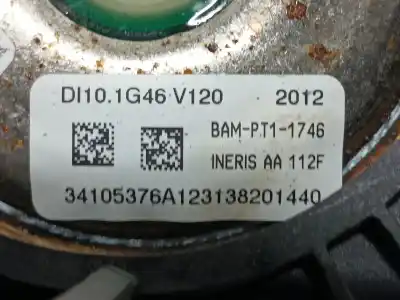 DI10.1G46 V120 2012
BAM-PT1-1746
INERIS AA 112F
34105376A123138201440